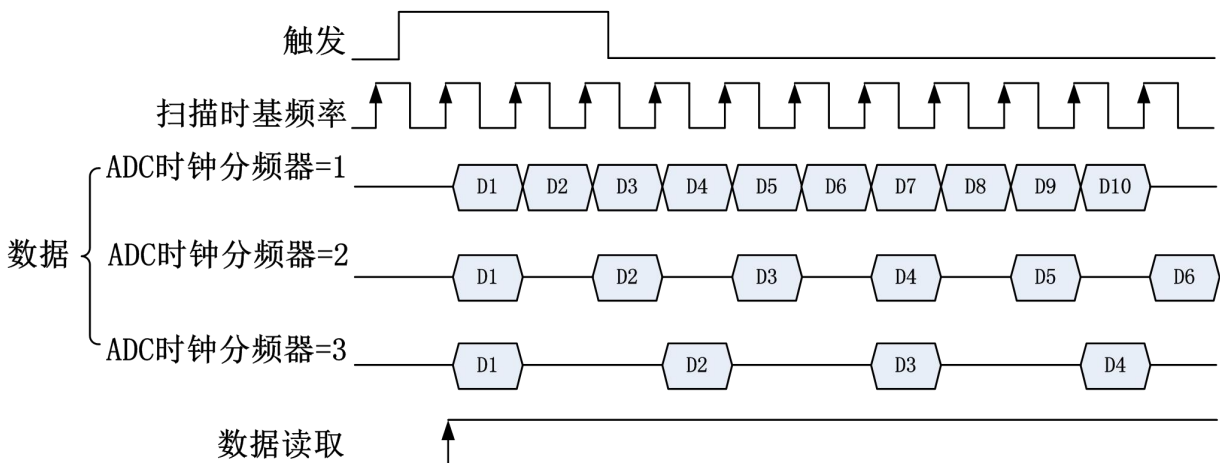 触发
扫描时基频率
数据
ADC时钟分频器=1
D1 D2 D3 D4 D5 D6 D7 D8 D9 D10
ADC时钟分频器=2
D1 D2 D3 D4 D5 D6
ADC时钟分频器=3
D1 D2 D3 D4
数据读取